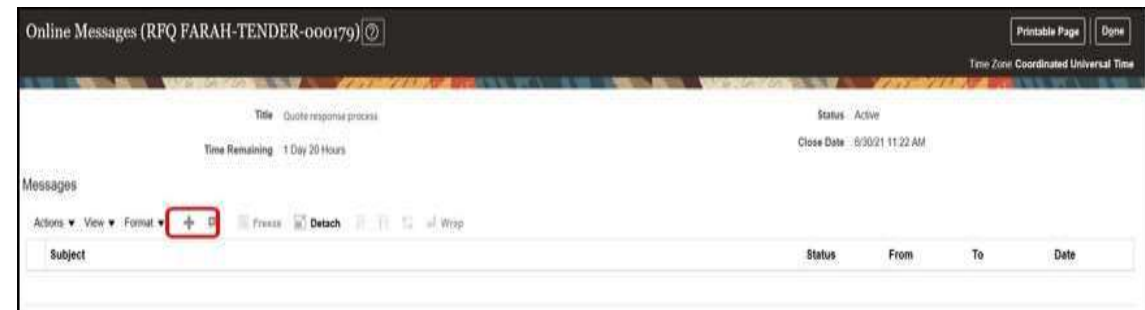 Online Messages (RFQ FARAH-TENDER-000179)
Printable Page Done
Time Zone Coordinated Universal Time
Title Quote response process
Status Active
Time Remaining 1 Day 20 Hours
Close Date 6/30/21 11:22 AM
Messages
Actions View Format Freeze Detach Wrap
Subject Status From To Date